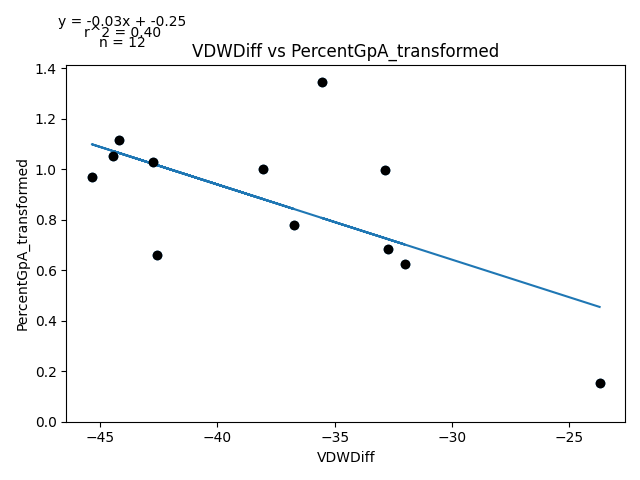 y = -0.03x + -0.25
r^2 = 0.40
n = 12
VDWDiff vs PercentGpA_transformed
1.4
1.2
1.0
0.8
0.6
0.4
0.2
0.0
PercentGpA_transformed
−45 −40 −35 −30 −25
VDWDiff